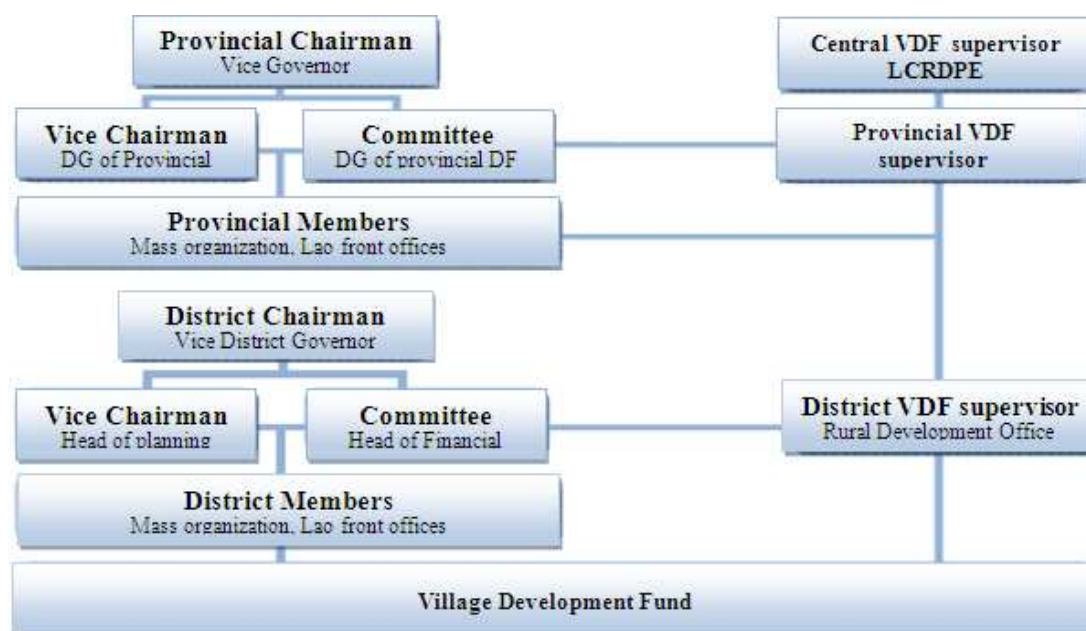 Provincial Chairman
Vice Governor
Central VDF supervisor
LCRDPE
Vice Chairman
DG of Provincial
Committee
DG of provincial DF
Provincial VDF
supervisor
Provincial Members
Mass organization, Lao front offices
District Chairman
Vice District Governor
Vice Chairman
Head of planning
Committee
Head of Financial
District VDF supervisor
Rural Development Office
District Members
Mass organization, Lao front offices
Village Development Fund